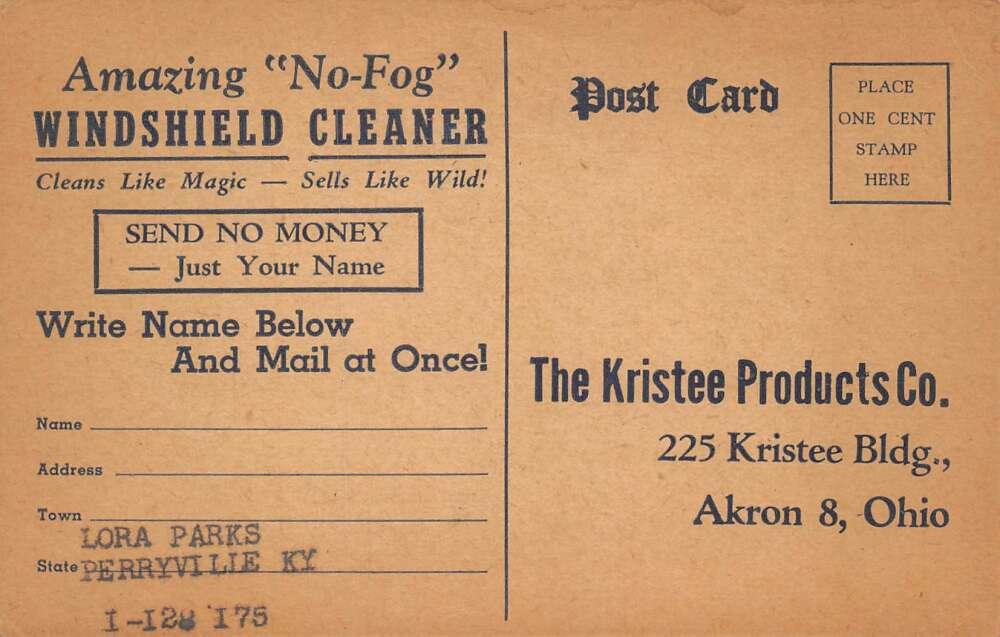 Amazing "No-Fog"
WINDSHIELD CLEANER
Cleans Like Magic — Sells Like Wild!
SEND NO MONEY
— Just Your Name
Write Name Below
And Mail at Once!
Name
Address
Town
LORA PARKS
State PERRYVILIE KY
175
Post Card
PLACE
ONE CENT
STAMP
HERE
The Kristee Products Co.
225 Kristee Bldg.,
Akron 8, Ohio